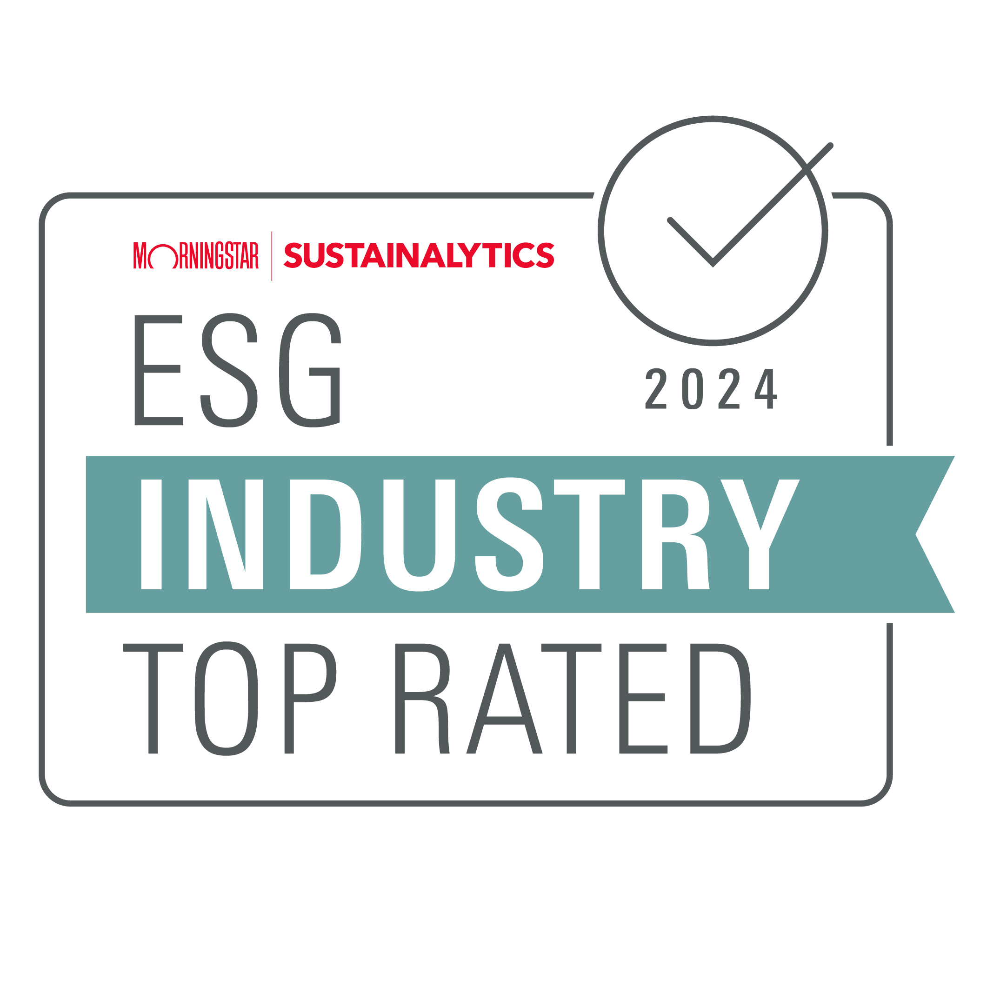 MORNINGSTAR | SUSTAINALYTICS
ESG
2024
INDUSTRY
TOP RATED